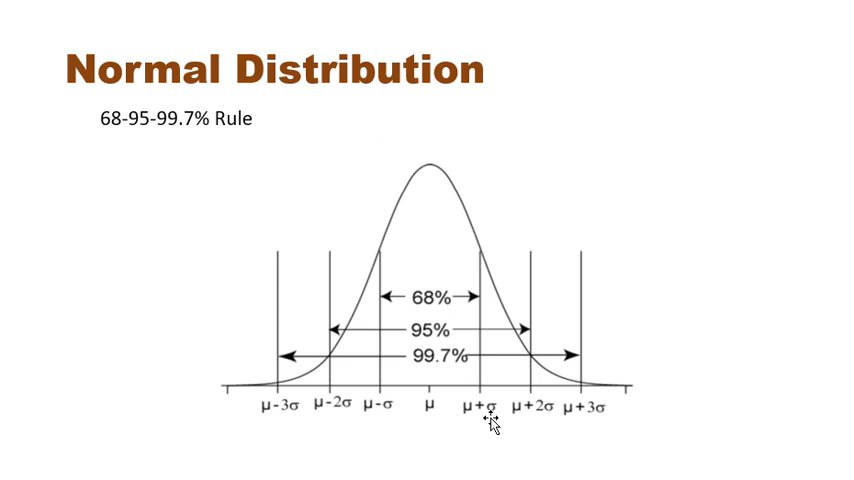 Normal Distribution
68-95-99.7% Rule
68%
95%
99.7%
μ-3σ μ-2σ μ-σ μ μ+σ μ+2σ μ+3σ